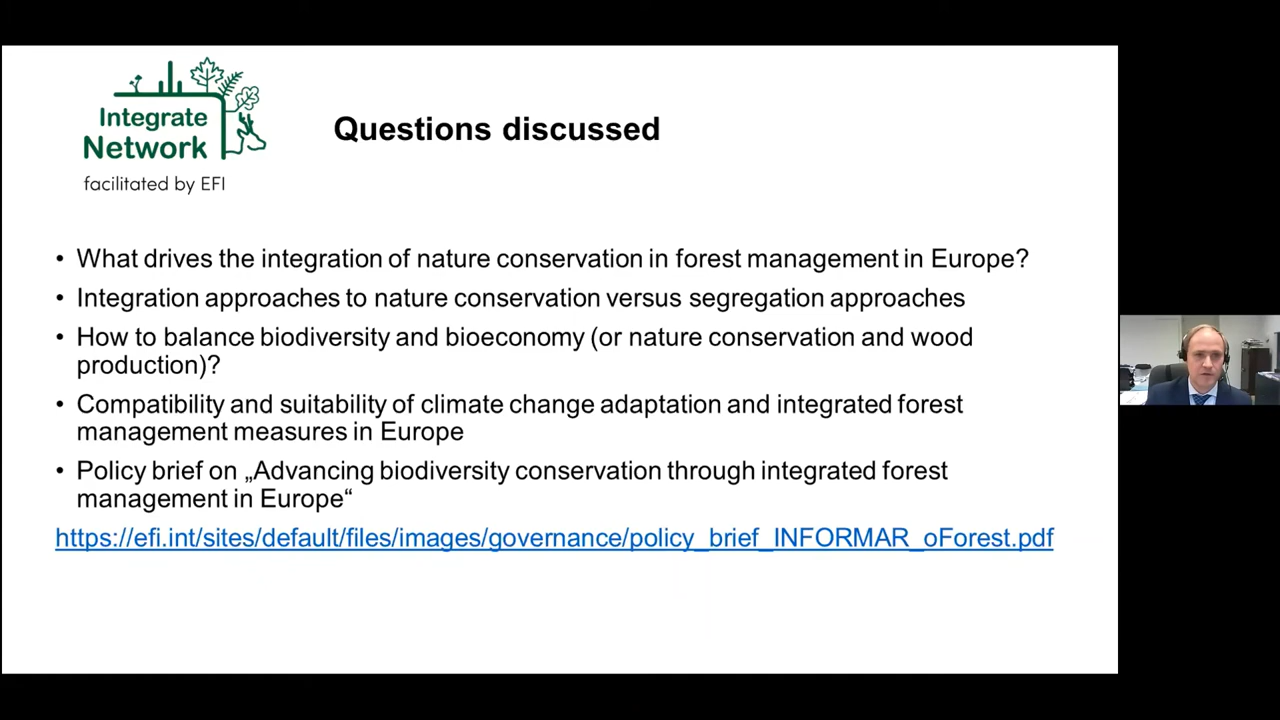 Integrate
Network
facilitated by EFI
Questions discussed
• What drives the integration of nature conservation in forest management in Europe?
• Integration approaches to nature conservation versus segregation approaches
• How to balance biodiversity and bioeconomy (or nature conservation and wood
production)?
• Compatibility and suitability of climate change adaptation and integrated forest
management measures in Europe
• Policy brief on „Advancing biodiversity conservation through integrated forest
management in Europe“
https://efi.int/sites/default/files/images/governance/policy_brief_INFORMAR_oForest.pdf